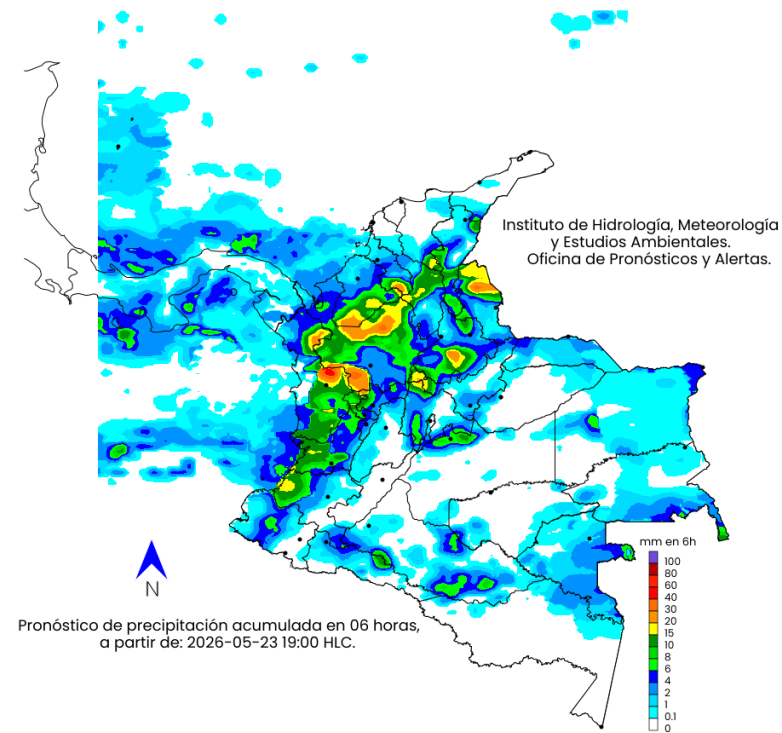 Instituto de Hidrología, Meteorología
y Estudios Ambientales.
Oficina de Pronósticos y Alertas.
mm en 6h
100
80
60
40
30
20
15
10
8
6
4
2
1
0.1
0
N
Pronóstico de precipitación acumulada en 06 horas,
a partir de: 2026-05-23 19:00 HLC.